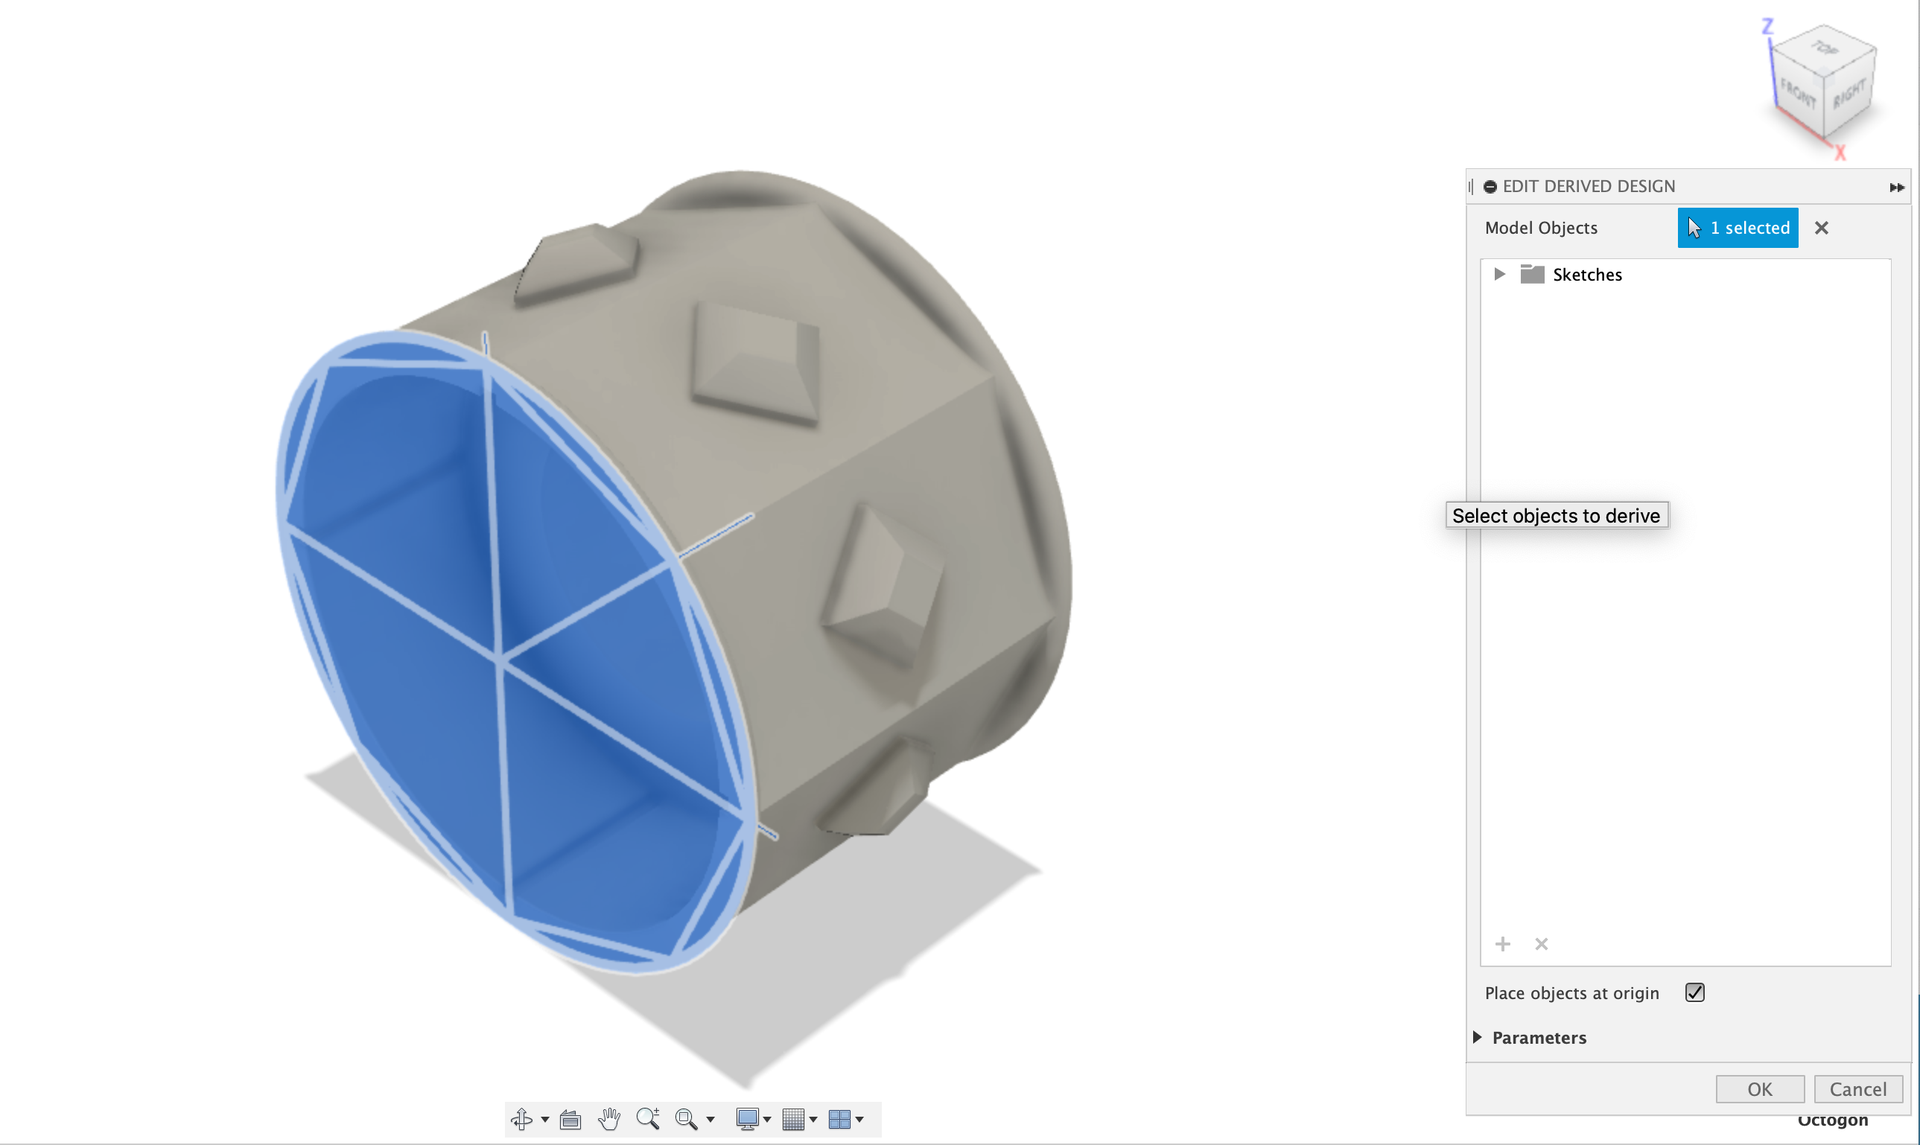 Z
TOP
FRONT
RIGHT
X
EDIT DERIVED DESIGN
Model Objects
1 selected
Sketches
Select objects to derive
Place objects at origin
Parameters
OK
Cancel
Octogon